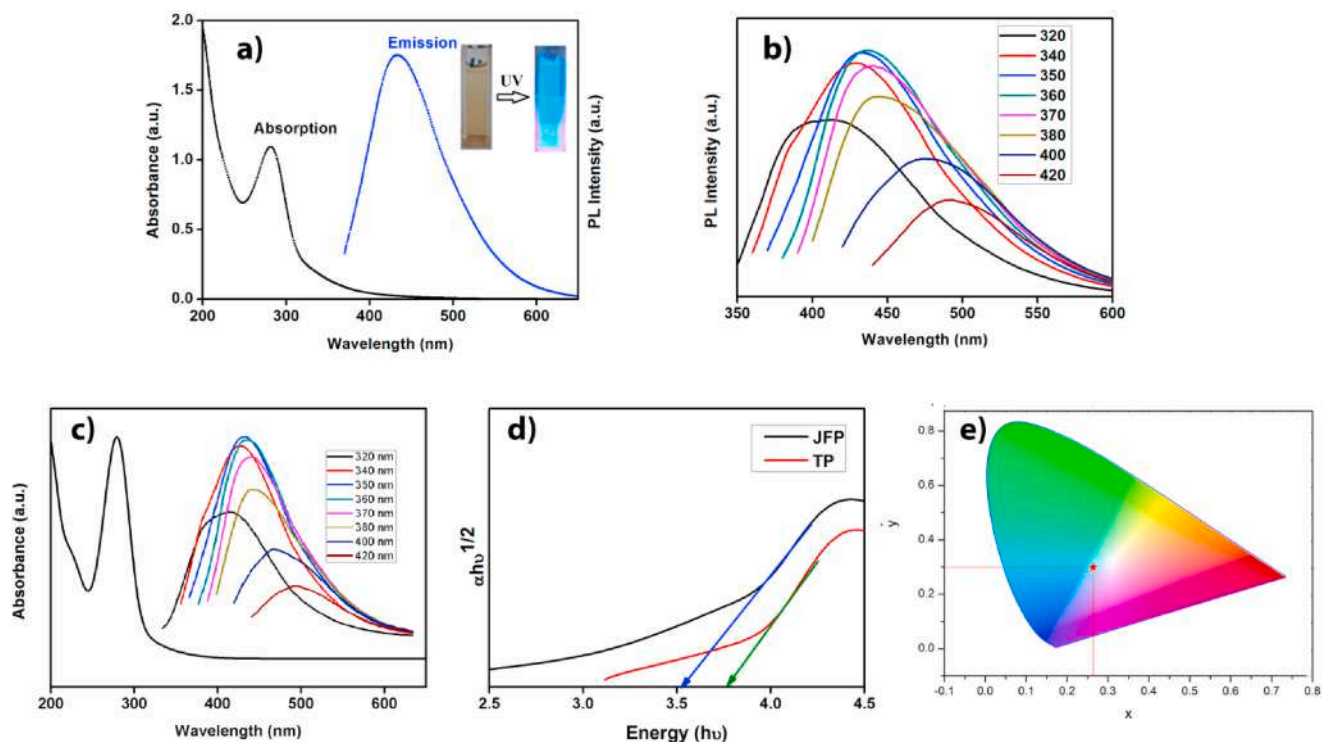 a)
Emission
Absorption
UV
2.0
1.5
1.0
0.5
0.0
200 300 400 500 600
Absorbance (a.u.)
PL Intensity (a.u.)
Wavelength (nm)
b)
320
340
350
360
370
380
400
420
PL Intensity (a.u.)
350 400 450 500 550 600
Wavelength (nm)
c)
320 nm
340 nm
350 nm
360 nm
370 nm
380 nm
400 nm
420 nm
Absorbance (a.u.)
200 300 400 500 600
Wavelength (nm)
d)
JFP
TP
αhυ1/2
2.5 3.0 3.5 4.0 4.5
Energy (hυ)
e)
0.8
0.6
0.4
0.2
0.0
y
-0.1 0.0 0.1 0.2 0.3 0.4 0.5 0.6 0.7 0.8
x